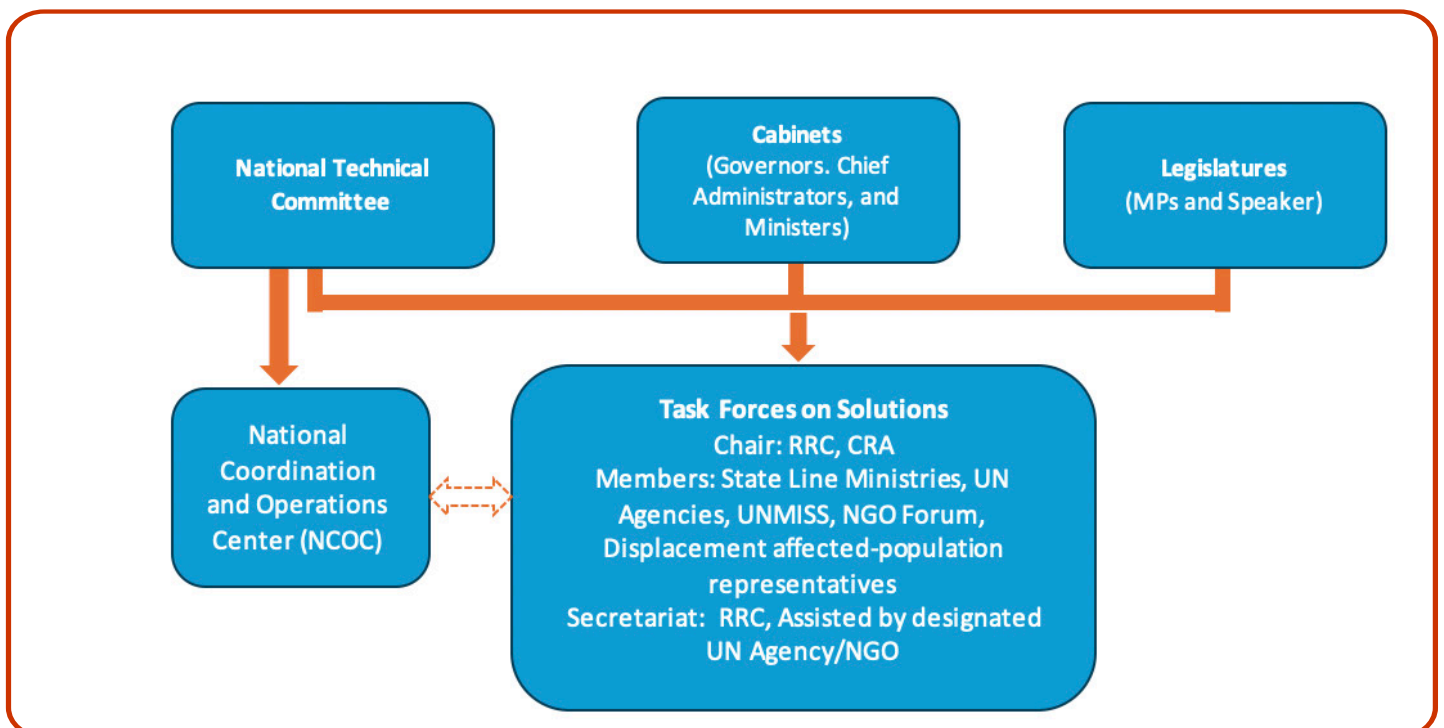 National Technical
Committee
Cabinets
(Governors. Chief
Administrators, and
Ministers)
Legislatures
(MPs and Speaker)
National
Coordination
and Operations
Center (NCOC)
Task Forces on Solutions
Chair: RRC, CRA
Members: State Line Ministries, UN
Agencies, UNMISS, NGO Forum,
Displacement affected-population
representatives
Secretariat: RRC, Assisted by designated
UN Agency/NGO